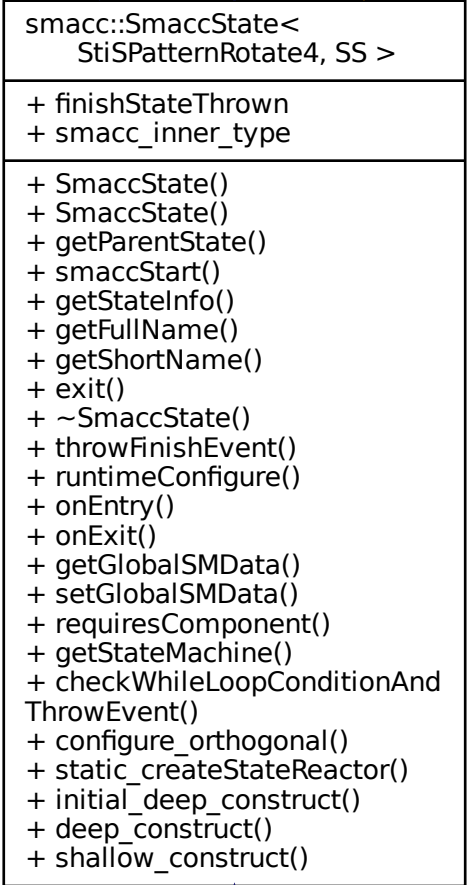 smacc::SmaccState<
StiSPatternRotate4, SS >
+ finishStateThrown
+ smacc_inner_type
+ SmaccState()
+ SmaccState()
+ getParentState()
+ smaccStart()
+ getStateInfo()
+ getFullName()
+ getShortName()
+ exit()
+ ~SmaccState()
+ throwFinishEvent()
+ runtimeConfigure()
+ onEntry()
+ onExit()
+ getGlobalSMData()
+ setGlobalSMData()
+ requiresComponent()
+ getStateMachine()
+ checkWhileLoopConditionAnd
ThrowEvent()
+ configure_orthogonal()
+ static_createStateReactor()
+ initial_deep_construct()
+ deep_construct()
+ shallow_construct()